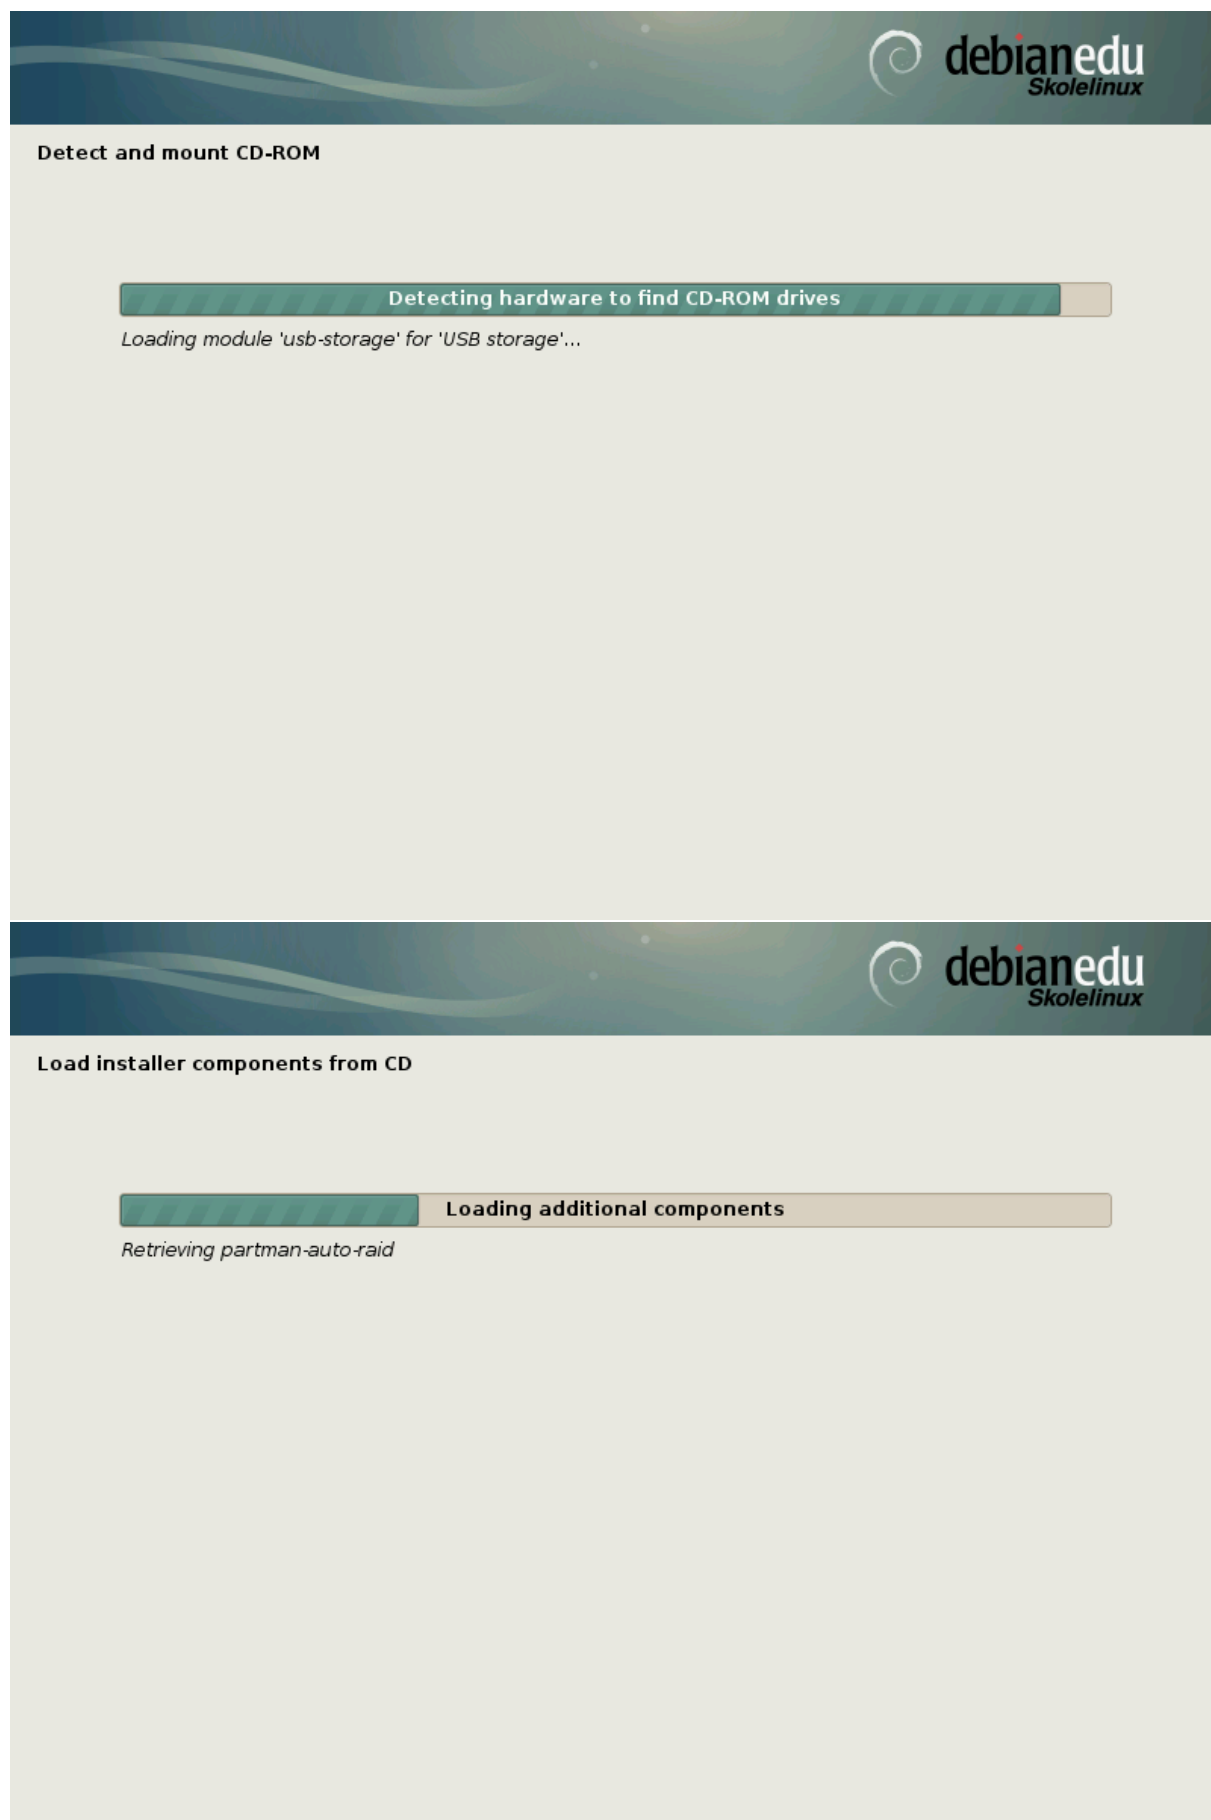 debianedu
Skolelinux
Detect and mount CD-ROM
Detecting hardware to find CD-ROM drives
Loading module 'usb-storage' for 'USB storage'...
debianedu
Skolelinux
Load installer components from CD
Loading additional components
Retrieving partman-auto-raid